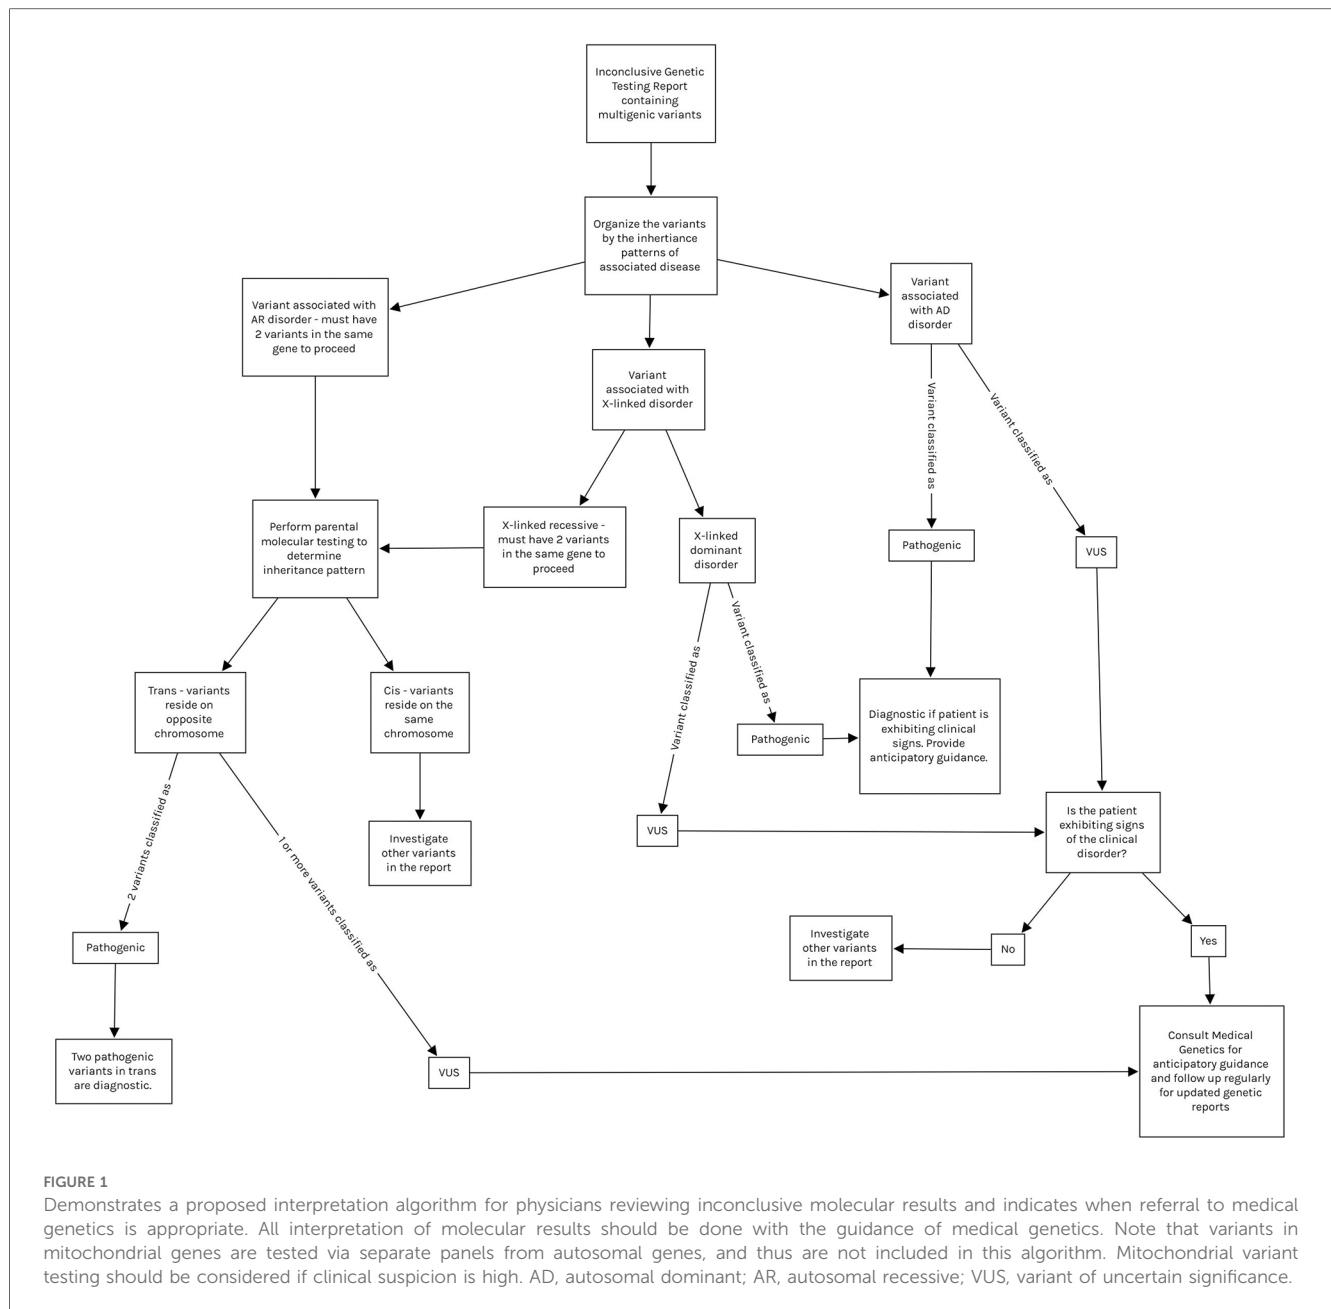 Inconclusive Genetic
Testing Report
containing
multigenic variants
Organize the variants
by the inhertiance
patterns of
associated disease
Variant associated with
AR disorder - must have
2 variants in the same
gene to proceed
Variant
associated with
X-linked disorder
Variant
associated
with AD
disorder
Variant classified as
Variant classified as
Perform parental
molecular testing to
determine
inheritance pattern
X-linked recessive -
must have 2 variants
in the same gene to
proceed
X-linked
dominant
disorder
Pathogenic
VUS
Variant classified as
Variant classified as
Trans - variants
reside on
opposite
chromosome
Cis - variants
reside on the
same
chromosome
Pathogenic
Diagnostic if patient is
exhibiting clinical
signs. Provide
anticipatory guidance.
2 variants classified as
1 or more variants classified as
Investigate
other variants
in the report
VUS
Is the patient
exhibiting signs
of the clinical
disorder?
Pathogenic
Investigate
other variants
in the report
No
Yes
Two pathogenic
variants in trans
are diagnostic.
VUS
Consult Medical
Genetics for
anticipatory guidance
and follow up regularly
for updated genetic
reports
FIGURE 1
Demonstrates a proposed interpretation algorithm for physicians reviewing inconclusive molecular results and indicates when referral to medical
genetics is appropriate. All interpretation of molecular results should be done with the guidance of medical genetics. Note that variants in
mitochondrial genes are tested via separate panels from autosomal genes, and thus are not included in this algorithm. Mitochondrial variant
testing should be considered if clinical suspicion is high. AD, autosomal dominant; AR, autosomal recessive; VUS, variant of uncertain significance.